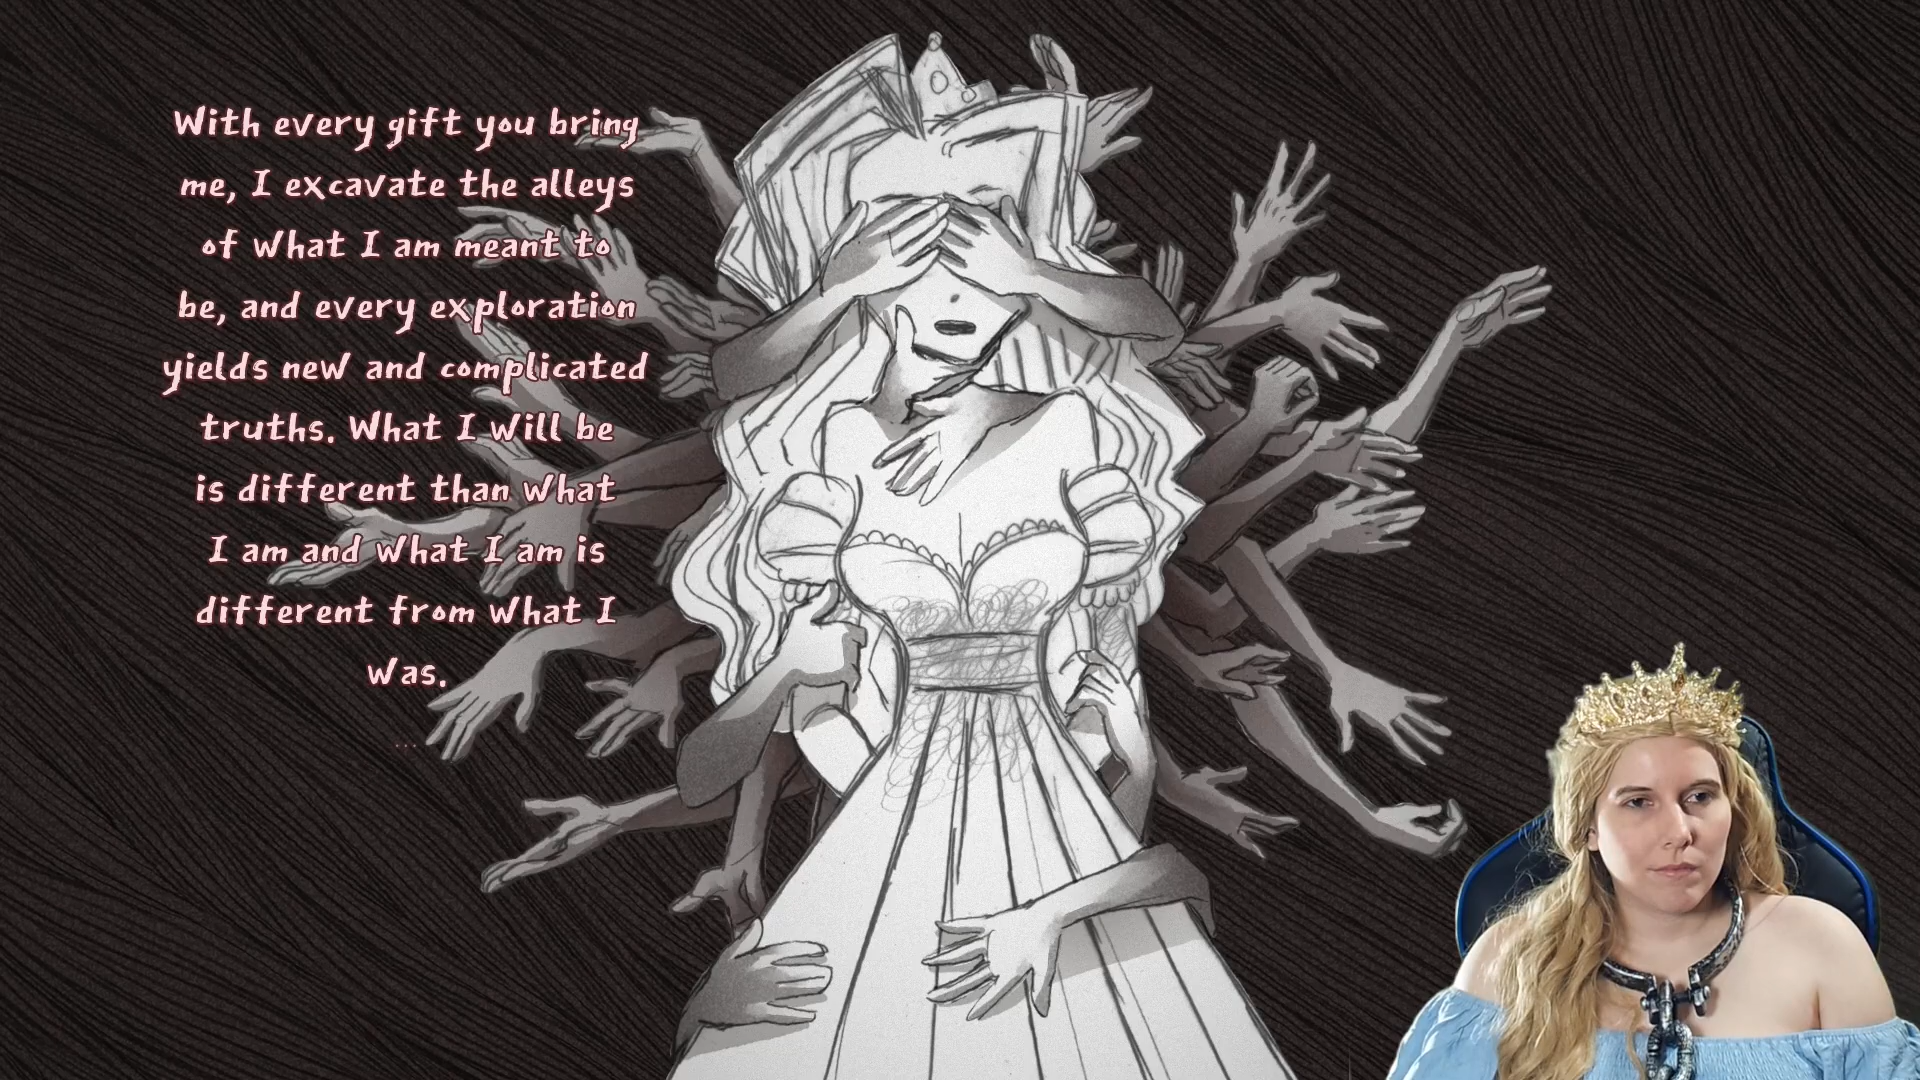 With every gift you bring
me, I excavate the alleys
of what I am meant to
be, and every exploration
yields new and complicated
truths. What I will be
is different than what
I am and what I am is
different from what I
was.
...